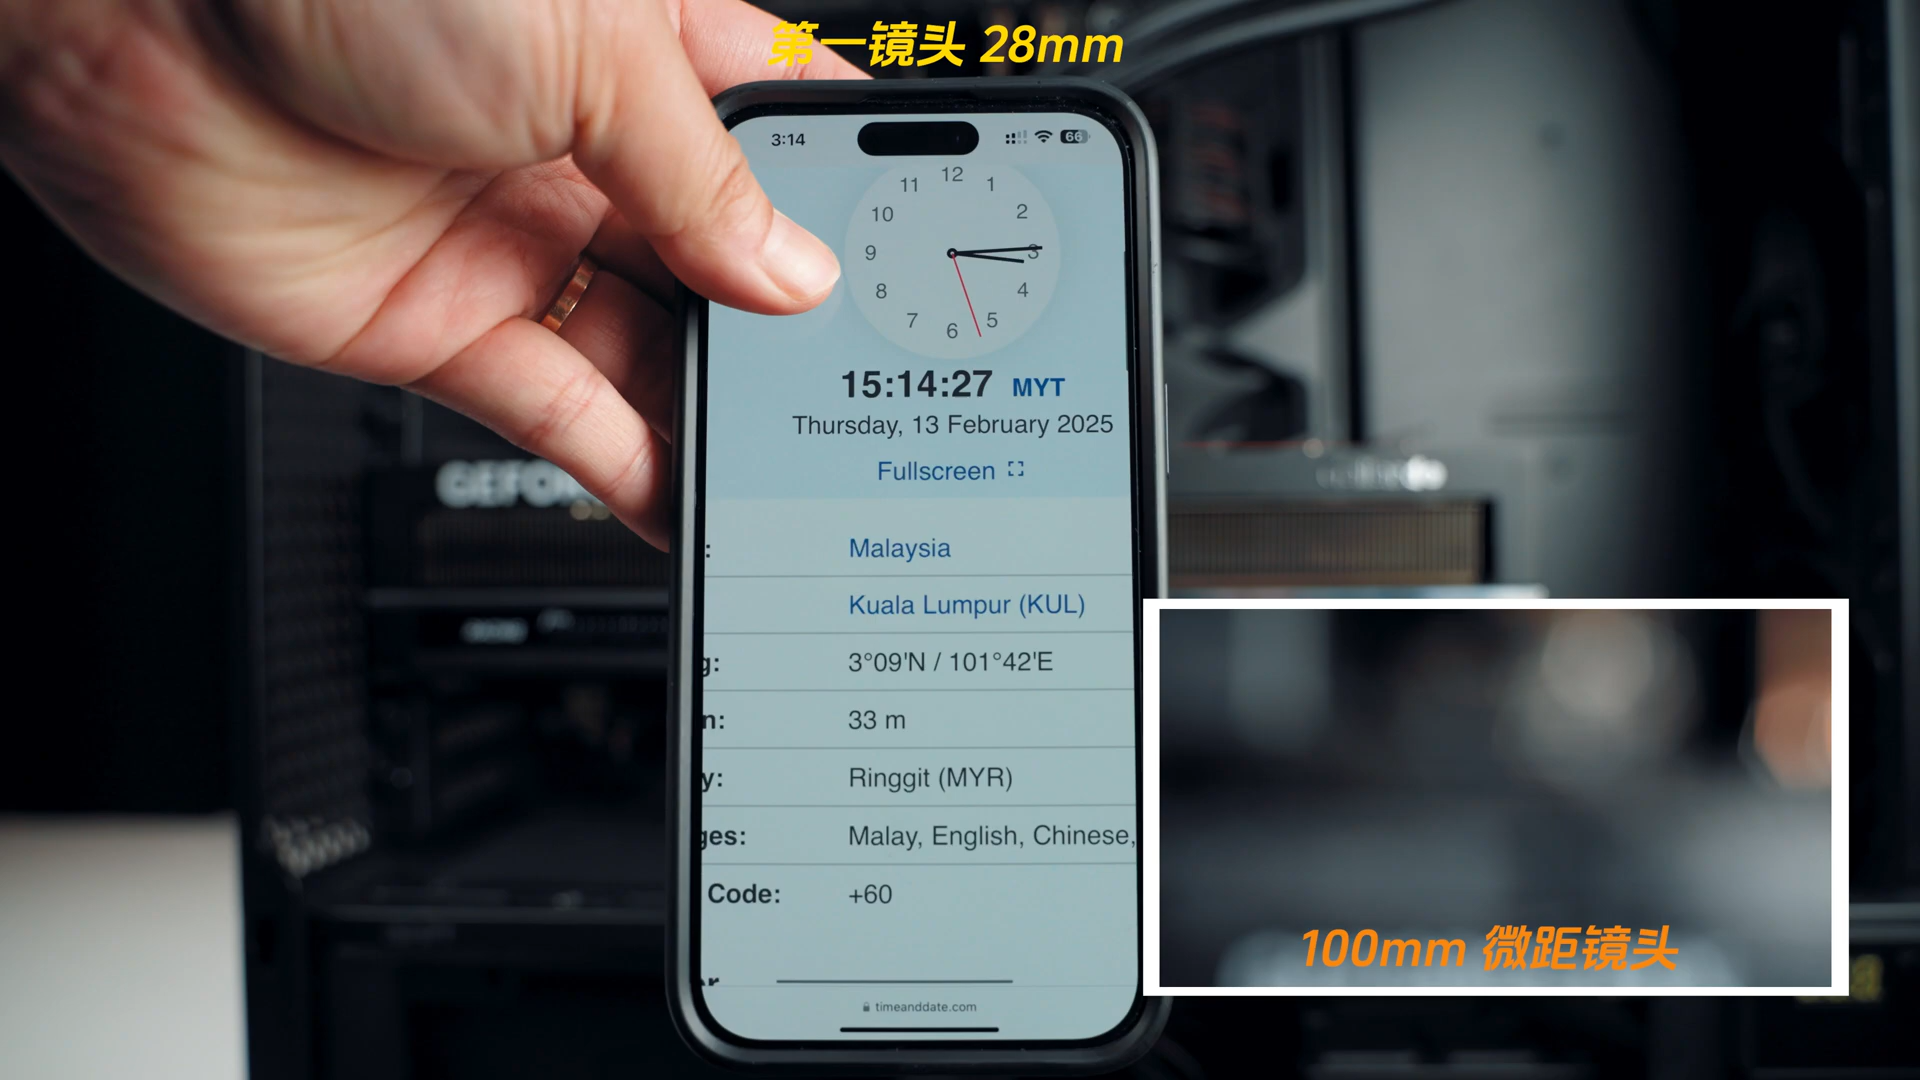 第一镜头 28mm
3:14
66
12
11
1
10
2
9
3
8
4
7
5
6
15:14:27 MYT
Thursday, 13 February 2025
Fullscreen
: Malaysia
Kuala Lumpur (KUL)
g: 3°09'N / 101°42'E
n: 33 m
y: Ringgit (MYR)
ges: Malay, English, Chinese,
Code: +60
timeanddate.com
100mm 微距镜头